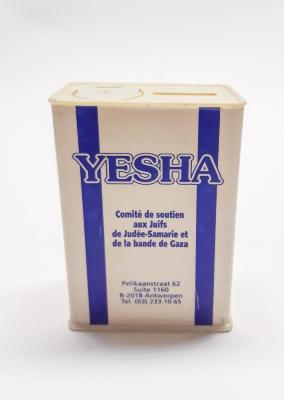 YESHA
Comité de soutien
aux Juifs
de Judée-Samarie et
de la bande de Gaza
Pelikaanstraat 62
Suite 1160
B-2018 Antwerpen
Tel. (03) 233.10.65